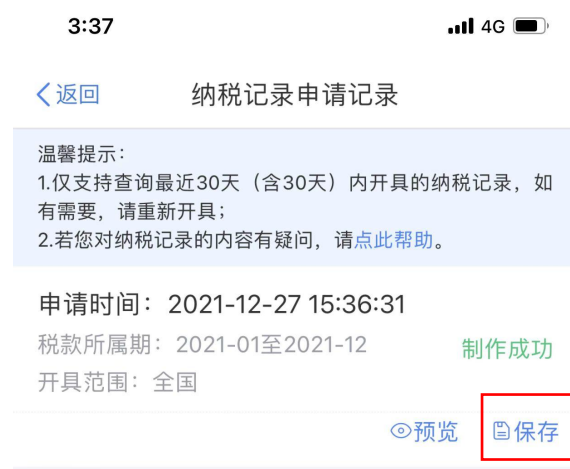 3:37 4G
返回 纳税记录申请记录
温馨提示：
1.仅支持查询最近30天（含30天）内开具的纳税记录，如
有需要，请重新开具；
2.若您对纳税记录的内容有疑问，请点此帮助。
申请时间：2021-12-27 15:36:31
税款所属期：2021-01至2021-12 制作成功
开具范围：全国
预览 保存